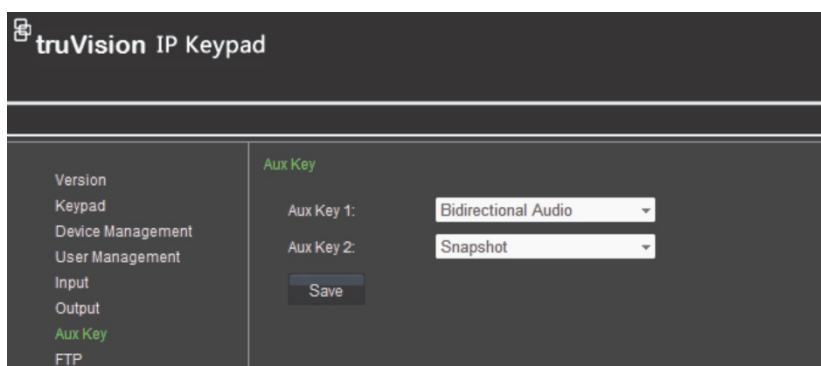 truVision IP Keypad
Version
Keypad
Device Management
User Management
Input
Output
Aux Key
FTP
Aux Key
Aux Key 1: Bidirectional Audio
Aux Key 2: Snapshot
Save